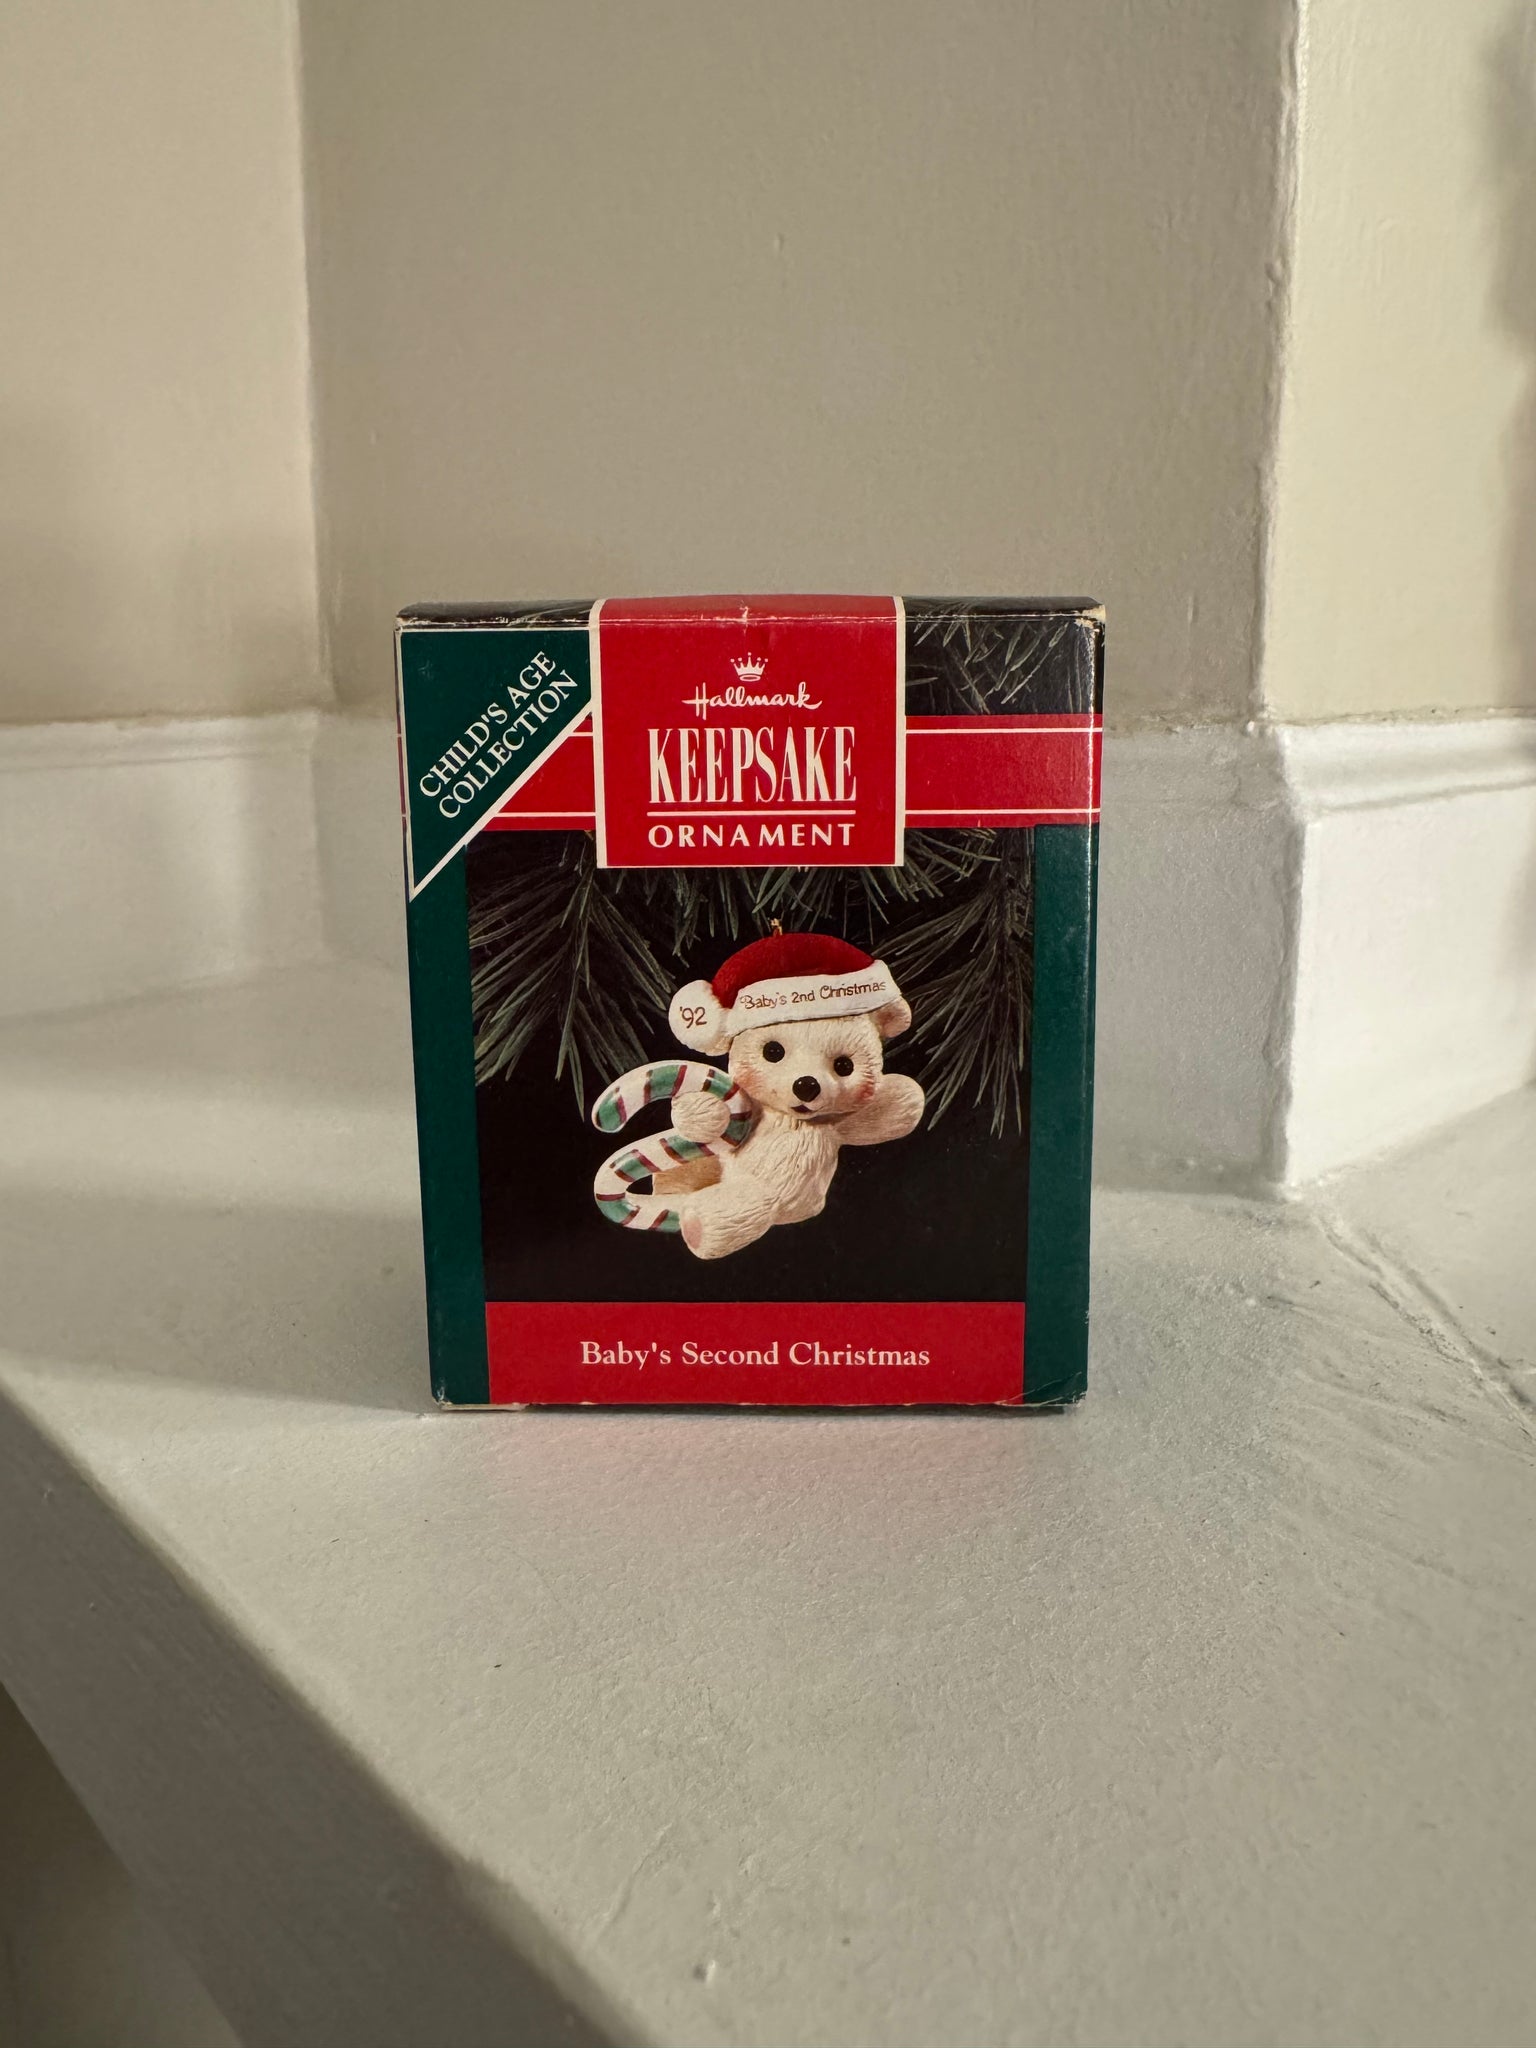 CHILD'S AGE
COLLECTION
Hallmark
KEEPSAKE
ORNAMENT
'92
Baby's 2nd Christmas
Baby's Second Christmas